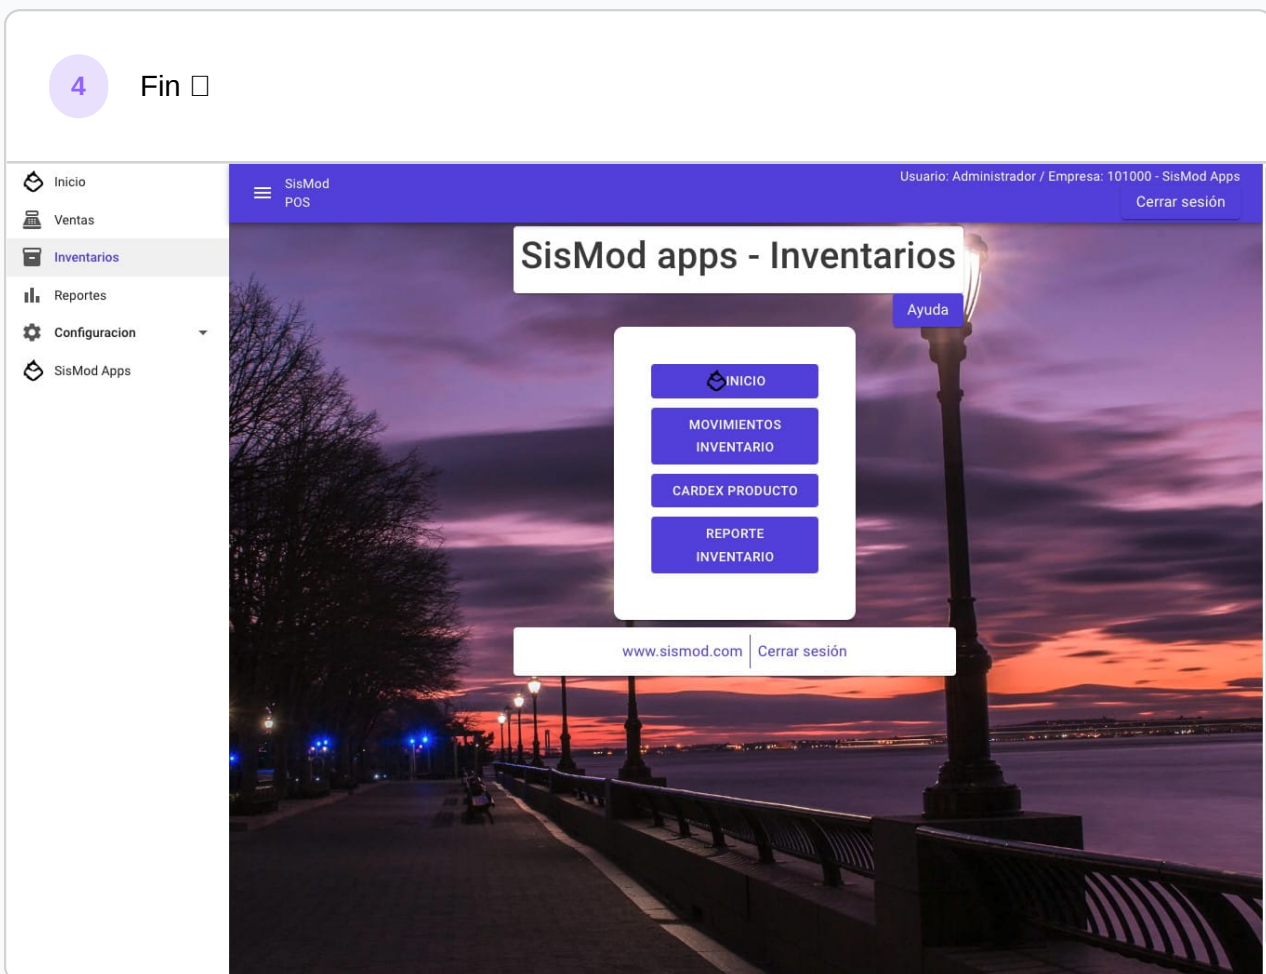 4
Fin
Inicio
Ventas
Inventarios
Reportes
Configuracion
SisMod Apps
SisMod
POS
Usuario: Administrador / Empresa: 101000 - SisMod Apps
Cerrar sesión
SisMod apps - Inventarios
Ayuda
INICIO
MOVIMIENTOS
INVENTARIO
CARDEX PRODUCTO
REPORTE
INVENTARIO
www.sismod.com
Cerrar sesión